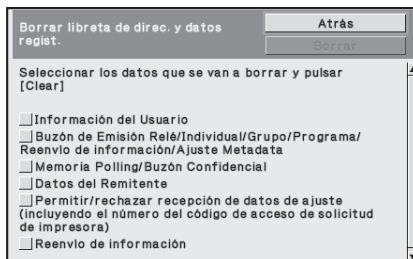 Borrar libreta de direc. y datos
regist.
Atrás
Borrar
Seleccionar los datos que se van a borrar y pulsar
[Clear]
Información del Usuario
Buzón de Emisión Relé/Individual/Grupo/Programa/
Reenvío de información/Ajuste Metadata
Memoria Polling/Buzón Confidencial
Datos del Remitente
Permitir/rechazar recepción de datos de ajuste
(incluyendo el número del código de acceso de solicitud
de impresora)
Reenvío de información